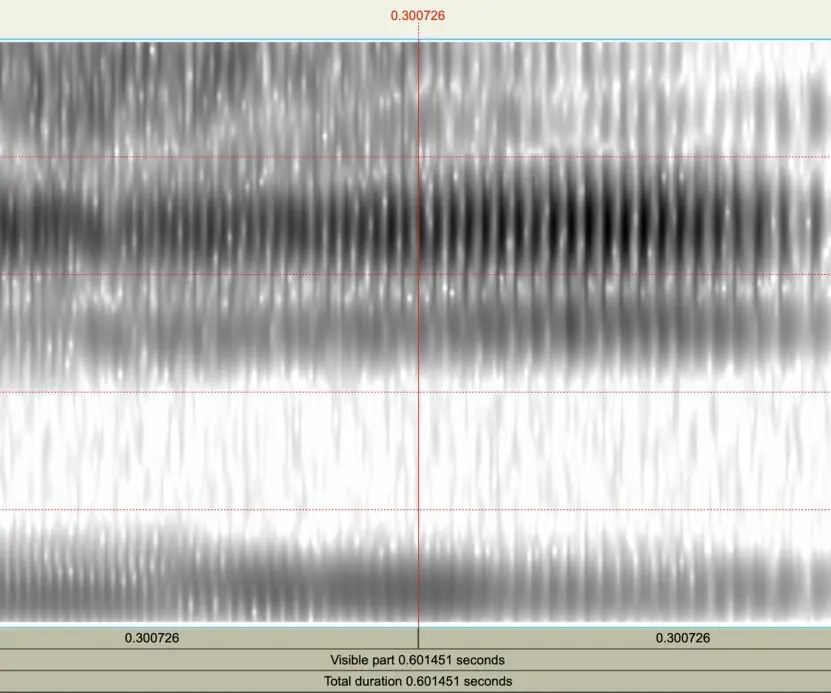 0.300726
0.300726 0.300726
Visible part 0.601451 seconds
Total duration 0.601451 seconds